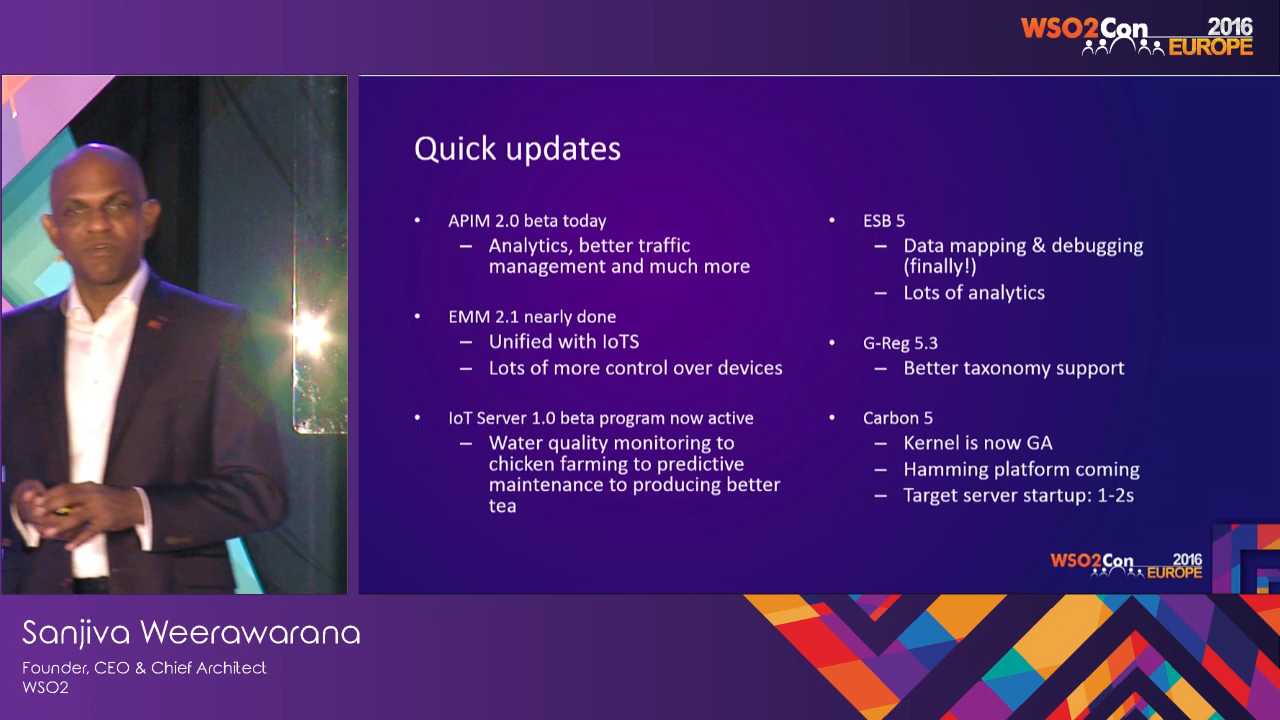 WSO2Con 2016
EUROPE
Quick updates
• APIM 2.0 beta today
– Analytics, better traffic
management and much more
• EMM 2.1 nearly done
– Unified with IoTS
– Lots of more control over devices
• IoT Server 1.0 beta program now active
– Water quality monitoring to
chicken farming to predictive
maintenance to producing better
tea
• ESB 5
– Data mapping & debugging
(finally!)
– Lots of analytics
• G-Reg 5.3
– Better taxonomy support
• Carbon 5
– Kernel is now GA
– Hamming platform coming
– Target server startup: 1-2s
WSO2Con 2016
EUROPE
Sanjiva Weerawarana
Founder, CEO & Chief Architect
WSO2